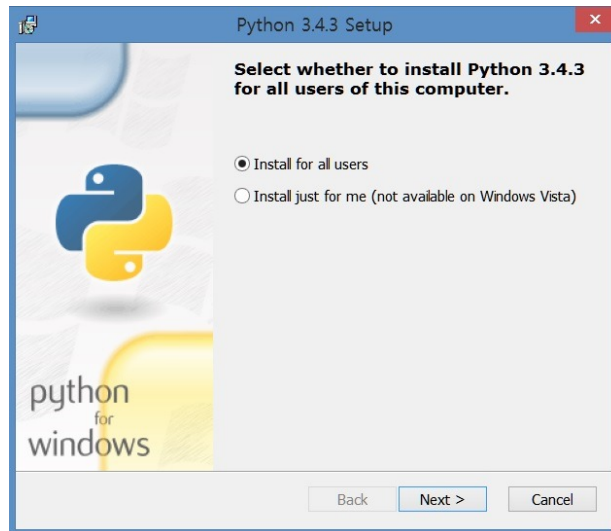 Python 3.4.3 Setup
Select whether to install Python 3.4.3
for all users of this computer.
Install for all users
Install just for me (not available on Windows Vista)
python
for
windows
Back
Next >
Cancel